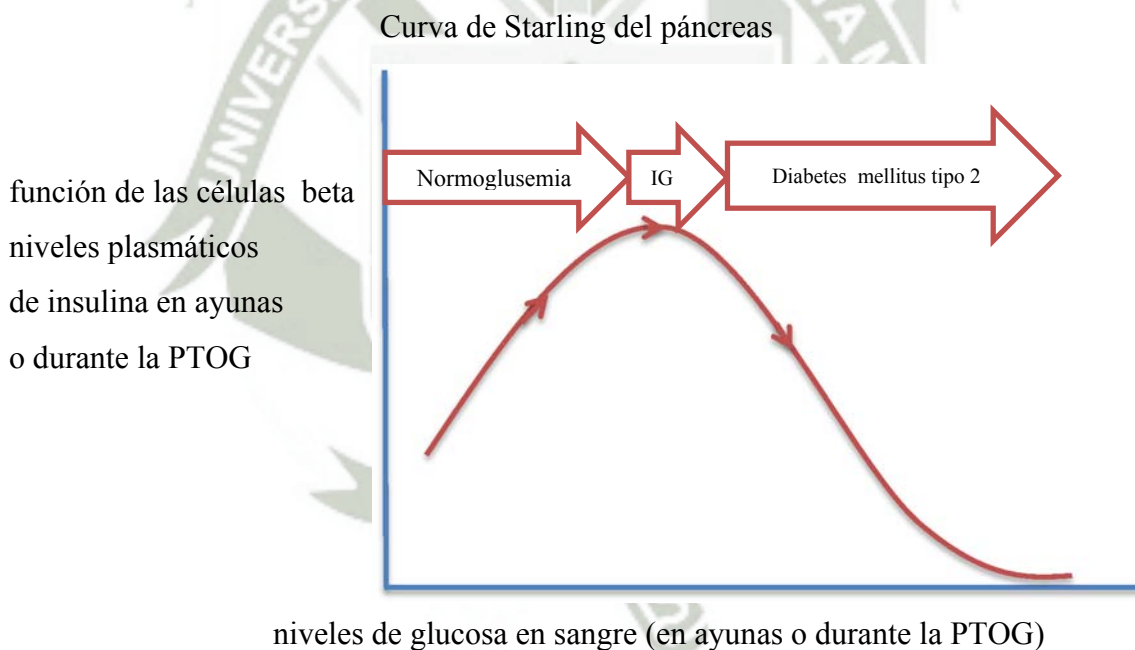 Curva de Starling del páncreas
Normoglusemia
IG
Diabetes mellitus tipo 2
función de las células beta
niveles plasmáticos
de insulina en ayunas
o durante la PTOG
niveles de glucosa en sangre (en ayunas o durante la PTOG)